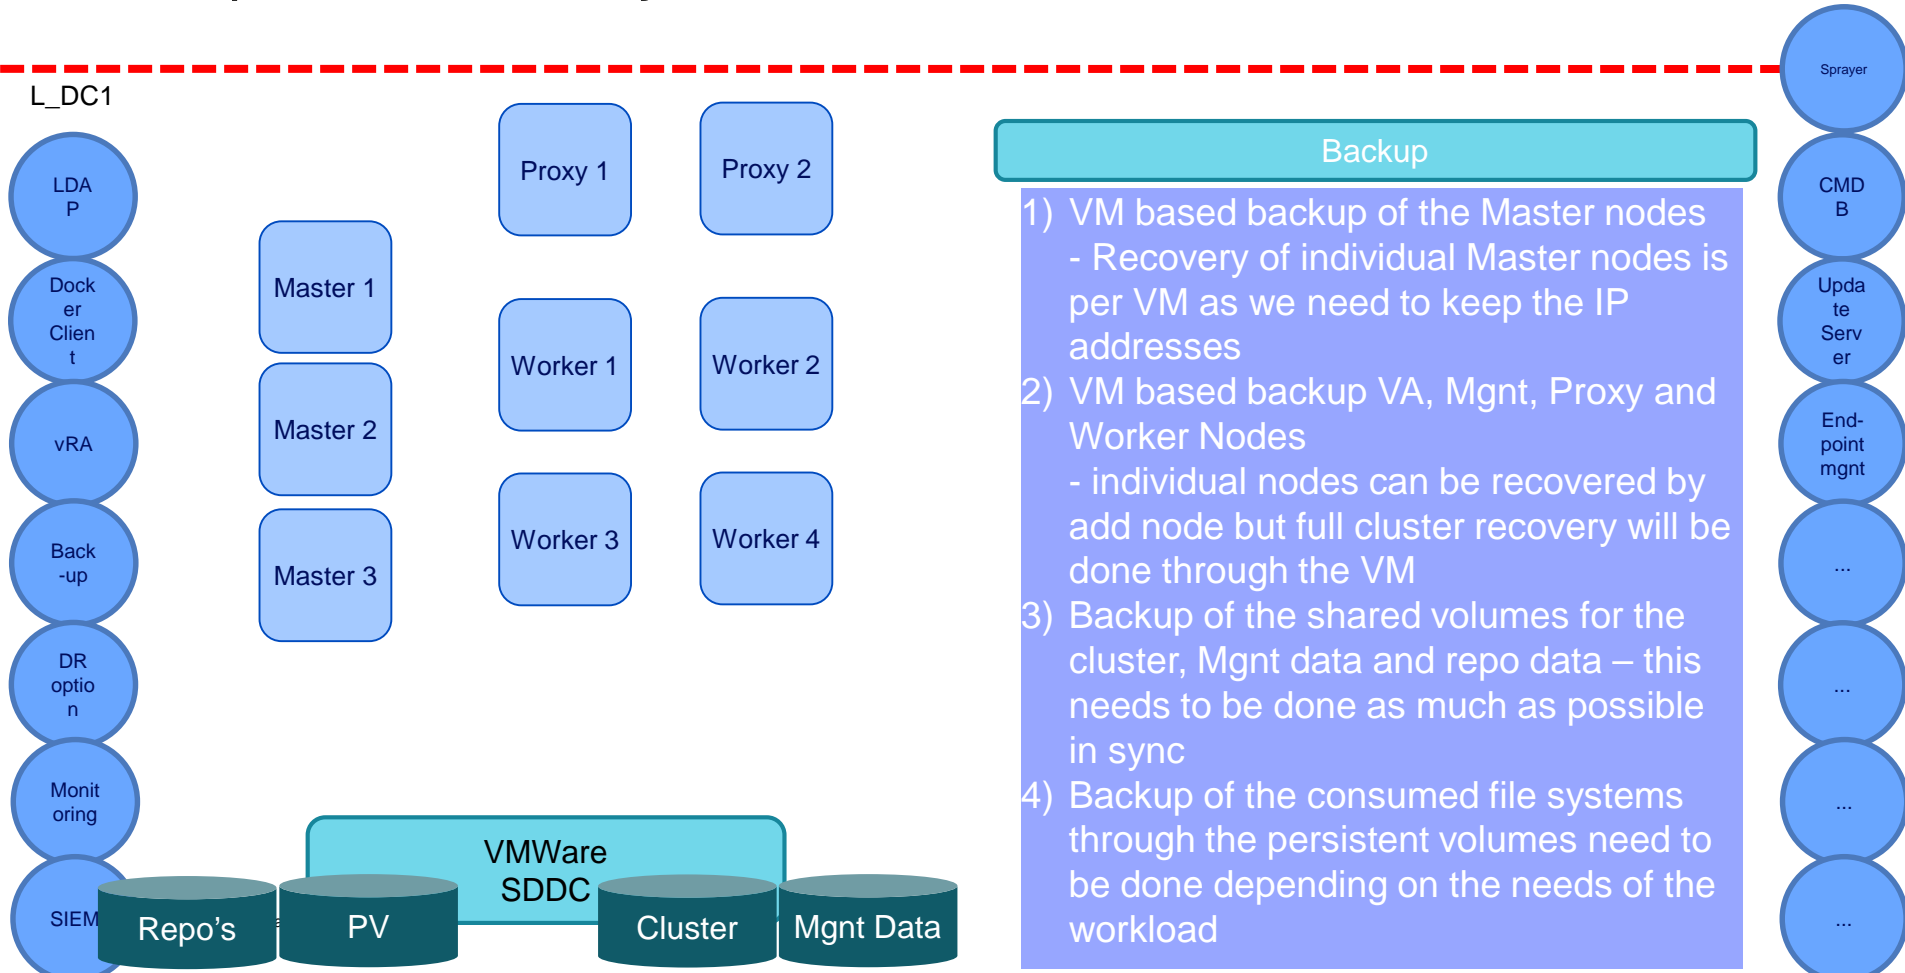 L_DC1
Sprayer
LDA
P
Dock
er
Clien
t
vRA
Back
-up
DR
optio
n
Monit
oring
SIEM
Proxy 1
Proxy 2
Master 1
Worker 1
Worker 2
Master 2
Worker 3
Worker 4
Master 3
VMWare
SDDC
Repo’s
PV
Cluster
Mgnt Data
Backup
1) VM based backup of the Master nodes
- Recovery of individual Master nodes is
per VM as we need to keep the IP
addresses
2) VM based backup VA, Mgnt, Proxy and
Worker Nodes
- individual nodes can be recovered by
add node but full cluster recovery will be
done through the VM
3) Backup of the shared volumes for the
cluster, Mgnt data and repo data – this
needs to be done as much as possible
in sync
4) Backup of the consumed file systems
through the persistent volumes need to
be done depending on the needs of the
workload
CMD
B
Upda
te
Serv
er
End-
point
mgnt
...
...
...
...